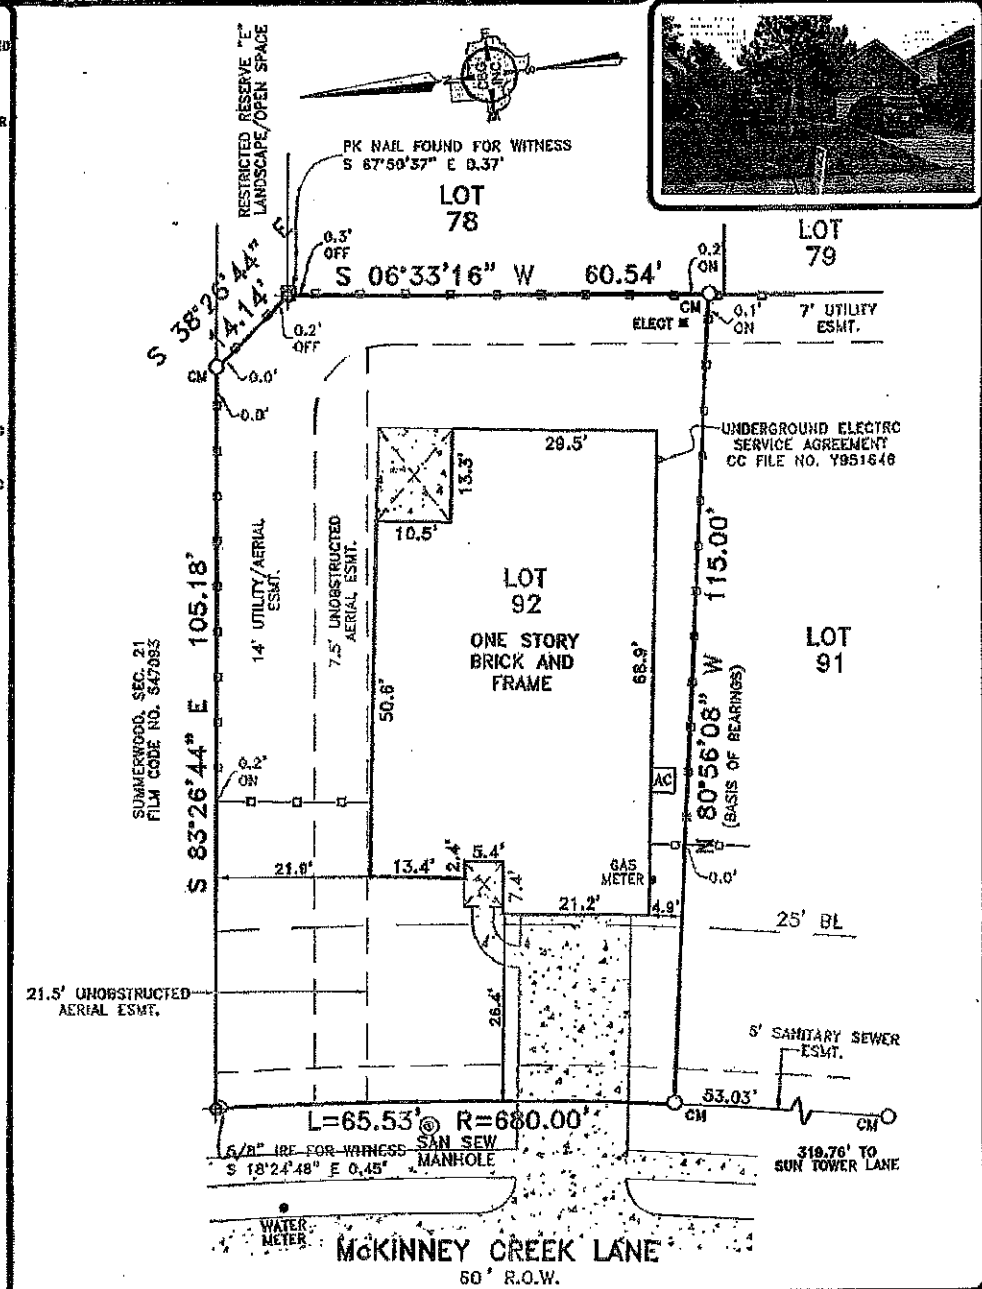 RESTRICTED RESERVE "E"
LANDSCAPE/OPEN SPACE
N
S
CBG
INC.
PK NAIL FOUND FOR WITNESS
S 67°50'37" E 0.37'
LOT
78
LOT
79
0.3'
OFF
S 06°33'16" W 60.54'
0.2
ON
S 38°26'44" E
14.14'
0.2'
OFF
CM
ELECT
0.1'
ON
7' UTILITY
ESMT.
CM
0.0'
0.0'
29.5'
UNDERGROUND ELECTRC
SERVICE AGREEMENT
CC FILE NO. Y951646
13.3'
10.5'
14' UTILITY/AERIAL
ESMT.
7.5' UNOBSTRUCTED
AERIAL ESMT.
LOT
92
ONE STORY
BRICK AND
FRAME
LOT
91
S 83°26'44" E 105.18'
SUMMERWOOD, SEC. 21
FILM CODE NO. 547093
50.6'
68.9'
N 80°56'08" W 115.00'
(BASIS OF BEARINGS)
AC
0.2'
ON
21.9'
13.4'
2.4'
5.4'
7.4'
GAS
METER
0.0'
21.2'
4.9'
25' BL
21.5' UNOBSTRUCTED
AERIAL ESMT.
26.4'
5' SANITARY SEWER
ESMT.
L=65.53' R=680.00'
CM
53.03'
CM
5/8" IRF FOR WITNESS
S 18°24'48" E 0.45'
SAN SEW
MANHOLE
319.76' TO
SUN TOWER LANE
WATER
METER
McKINNEY CREEK LANE
60' R.O.W.